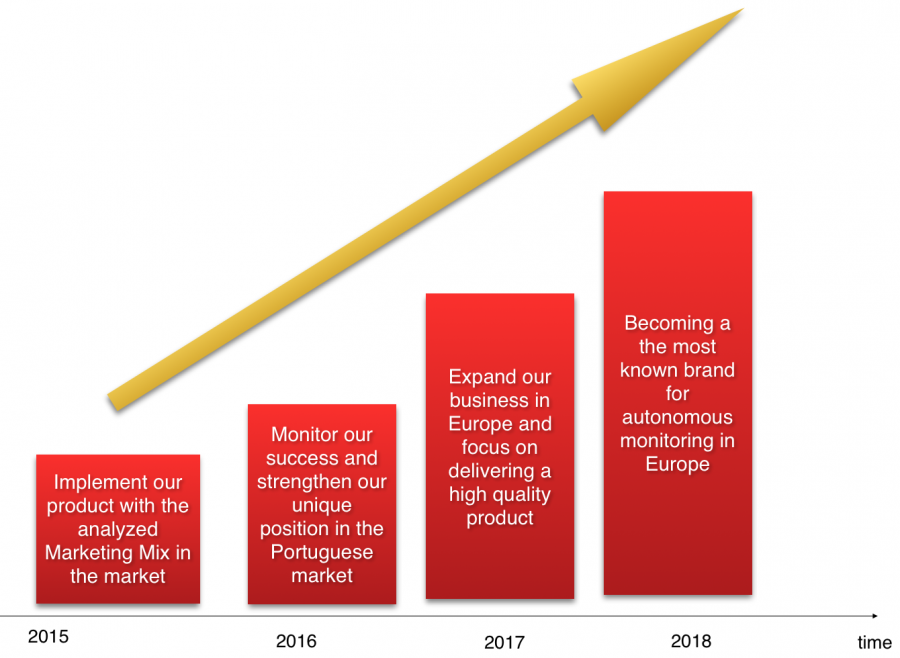 Implement our
product with the
analyzed
Marketing Mix in
the market
Monitor our
success and
strengthen our
unique
position in the
Portuguese
market
Expand our
business in
Europe and
focus on
delivering a
high quality
product
Becoming a
the most
known brand
for
autonomous
monitoring in
Europe
2015
2016
2017
2018
time